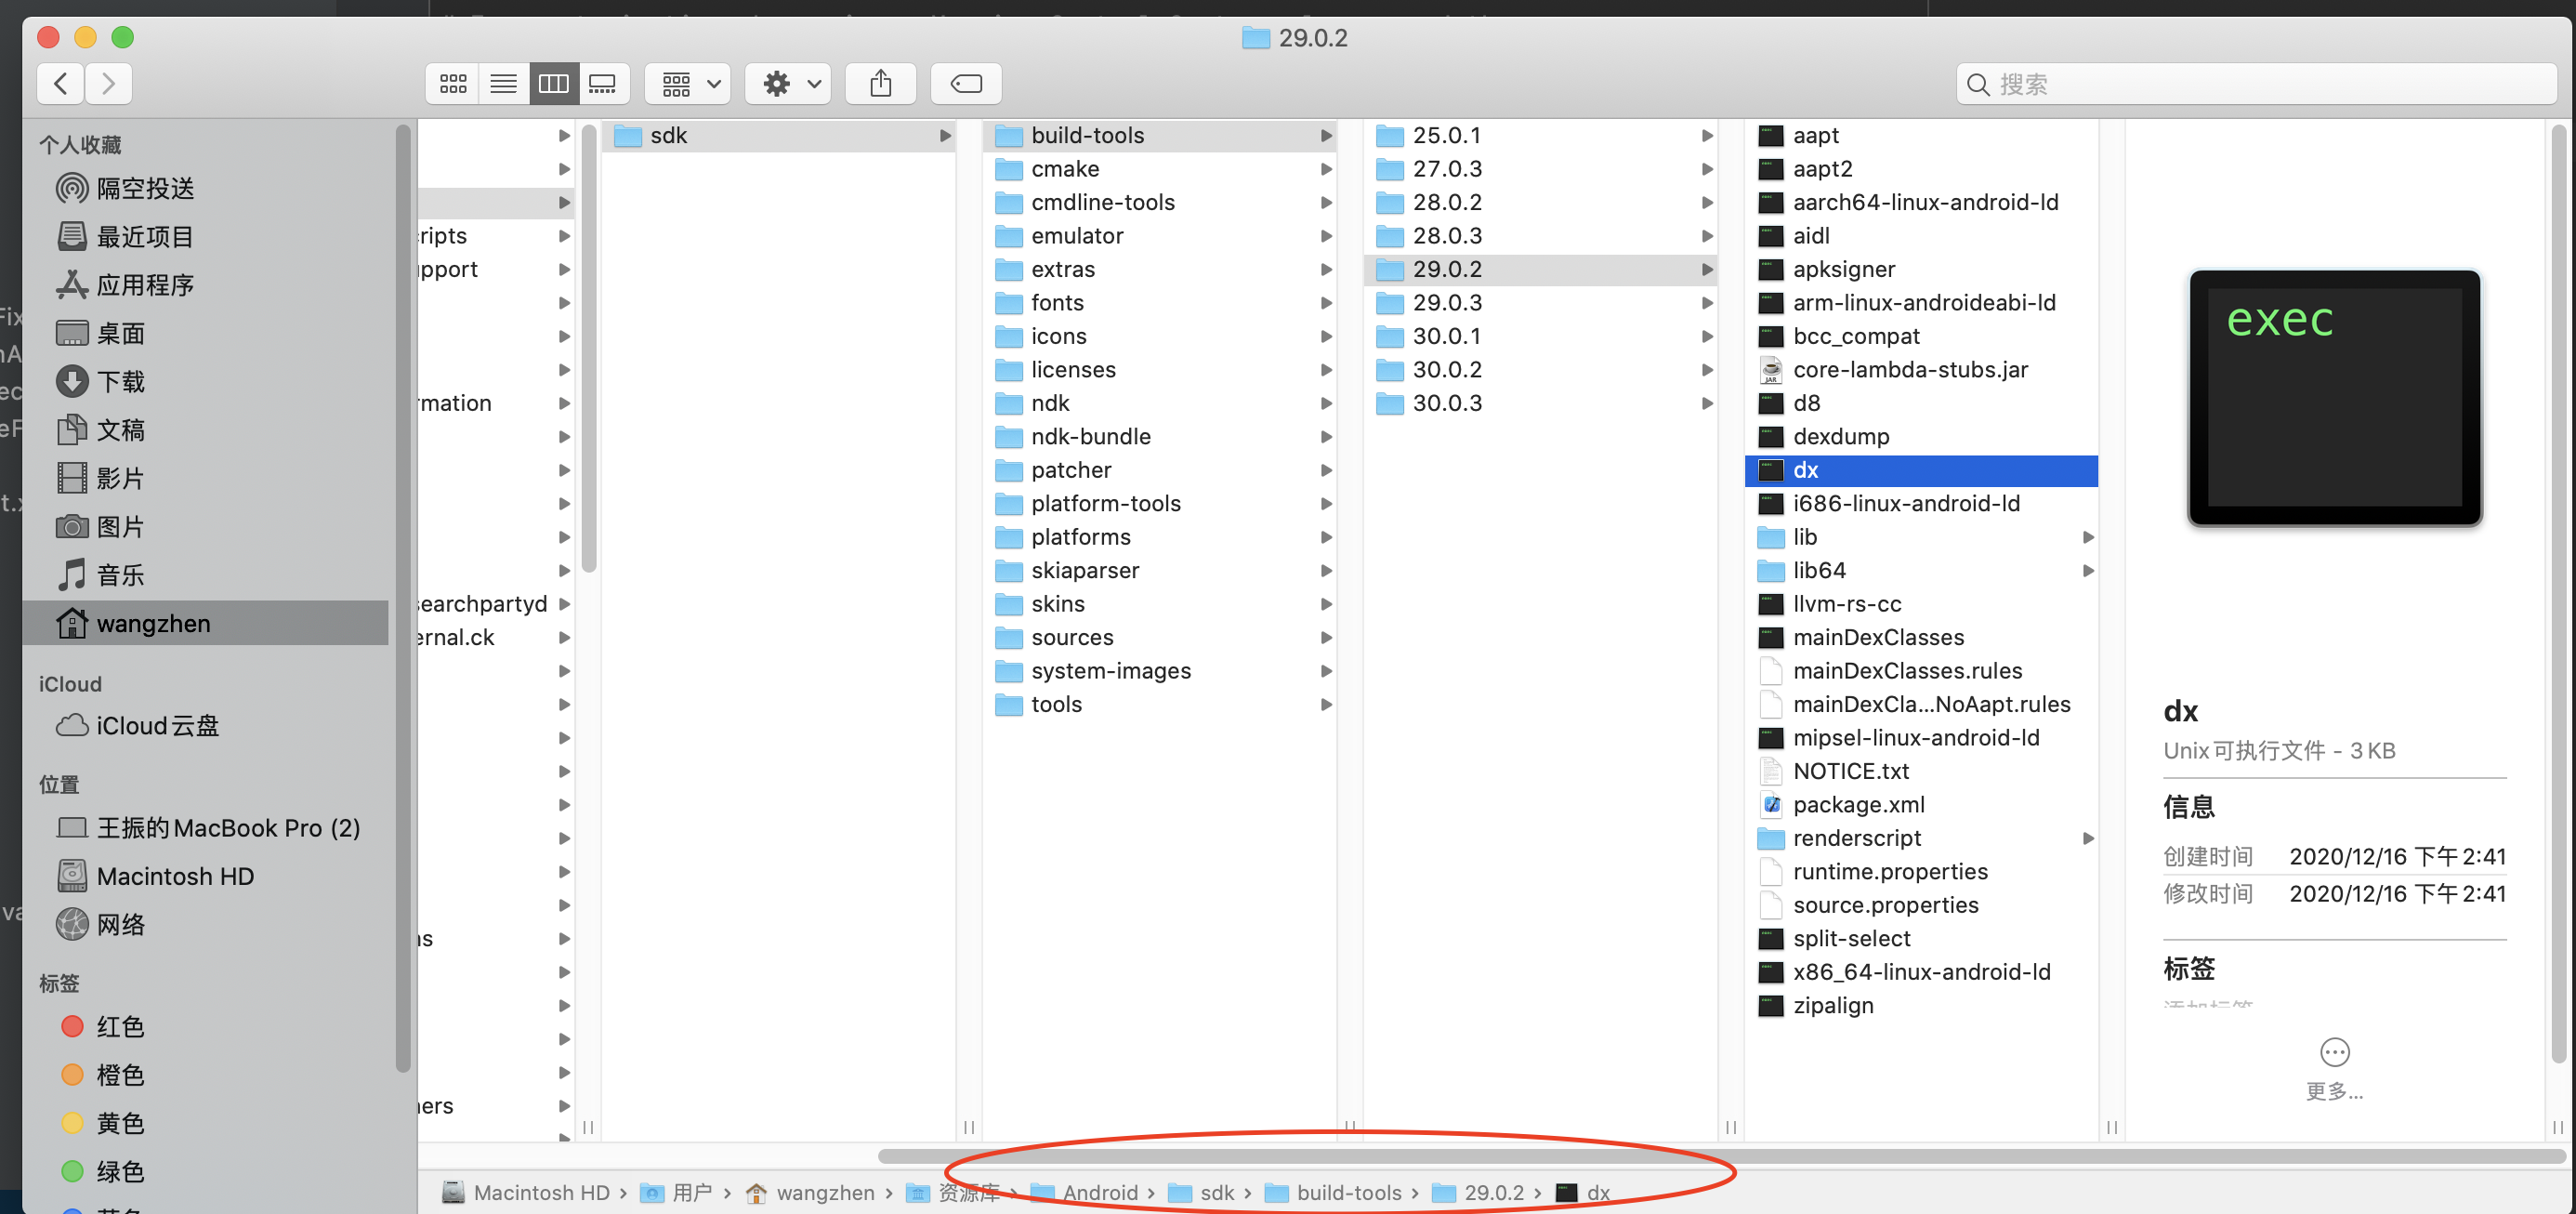 29.0.2
搜索
个人收藏
隔空投送
最近项目
应用程序
桌面
下载
文稿
影片
图片
音乐
wangzhen
iCloud
iCloud云盘
位置
王振的MacBook Pro (2)
Macintosh HD
网络
标签
红色
橙色
黄色
绿色
ripts
pport
rmation
searchpartyd
ernal.ck
ns
ners
sdk
build-tools
cmake
cmdline-tools
emulator
extras
fonts
icons
licenses
ndk
ndk-bundle
patcher
platform-tools
platforms
skiaparser
skins
sources
system-images
tools
25.0.1
27.0.3
28.0.2
28.0.3
29.0.2
29.0.3
30.0.1
30.0.2
30.0.3
aapt
aapt2
aarch64-linux-android-ld
aidl
apksigner
arm-linux-androideabi-ld
bcc_compat
core-lambda-stubs.jar
d8
dexdump
dx
i686-linux-android-ld
lib
lib64
llvm-rs-cc
mainDexClasses
mainDexClasses.rules
mainDexCla...NoAapt.rules
mipsel-linux-android-ld
NOTICE.txt
package.xml
renderscript
runtime.properties
source.properties
split-select
x86_64-linux-android-ld
zipalign
exec
dx
Unix可执行文件 - 3 KB
信息
创建时间 2020/12/16 下午2:41
修改时间 2020/12/16 下午2:41
标签
更多...
Macintosh HD › 用户 › wangzhen › 资源库 › Android › sdk › build-tools › 29.0.2 › dx